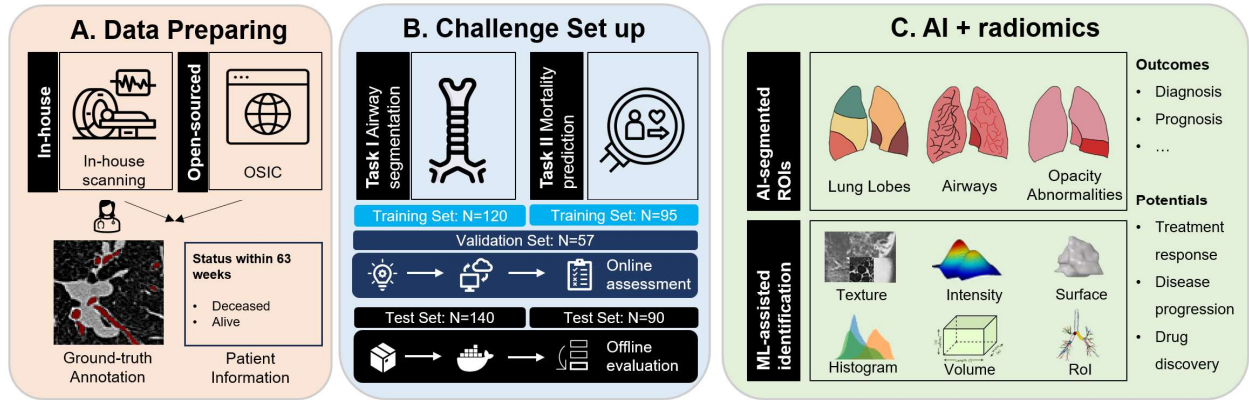 A. Data Preparing
In-house
In-house
scanning
Open-sourced
OSIC
Status within 63
weeks
• Deceased
• Alive
Ground-truth
Annotation
Patient
Information
B. Challenge Set up
Task I Airway
segmentation
Task II Mortality
prediction
Training Set: N=120
Training Set: N=95
Validation Set: N=57
Online
assessment
Test Set: N=140
Test Set: N=90
Offline
evaluation
C. AI + radiomics
AI-segmented
ROIs
Lung Lobes
Airways
Opacity
Abnormalities
ML-assisted
identification
Texture
Intensity
Surface
Histogram
Volume
RoI
Outcomes
• Diagnosis
• Prognosis
• …
Potentials
• Treatment
response
• Disease
progression
• Drug
discovery